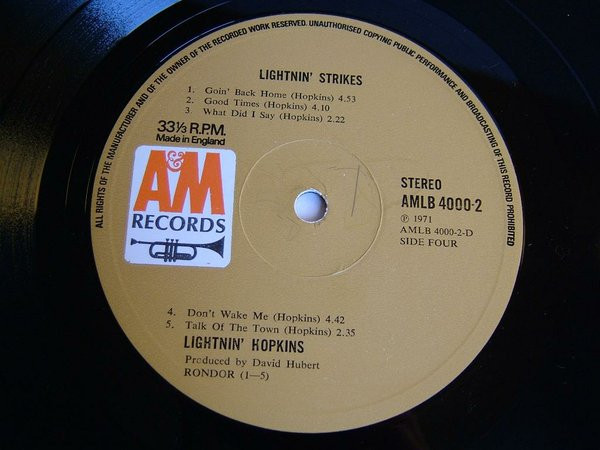 ALL RIGHTS OF THE MANUFACTURER AND OF THE OWNER OF THE RECORDED WORK RESERVED. UNAUTHORISED COPYING PUBLIC PERFORMANCE AND BROADCASTING OF THIS RECORD PROHIBITED
LIGHTNIN' STRIKES
1. Goin' Back Home (Hopkins) 4.53
2. Good Times (Hopkins) 4.10
3. What Did I Say (Hopkins) 2.22
33⅓ R.P.M.
Made in England
A&M
RECORDS
STEREO
AMLB 4000-2
Ⓟ 1971
AMLB 4000-2-D
SIDE FOUR
4. Don't Wake Me (Hopkins) 4.42
5. Talk Of The Town (Hopkins) 2.35
LIGHTNIN' HOPKINS
Produced by David Hubert
RONDOR (1—5)